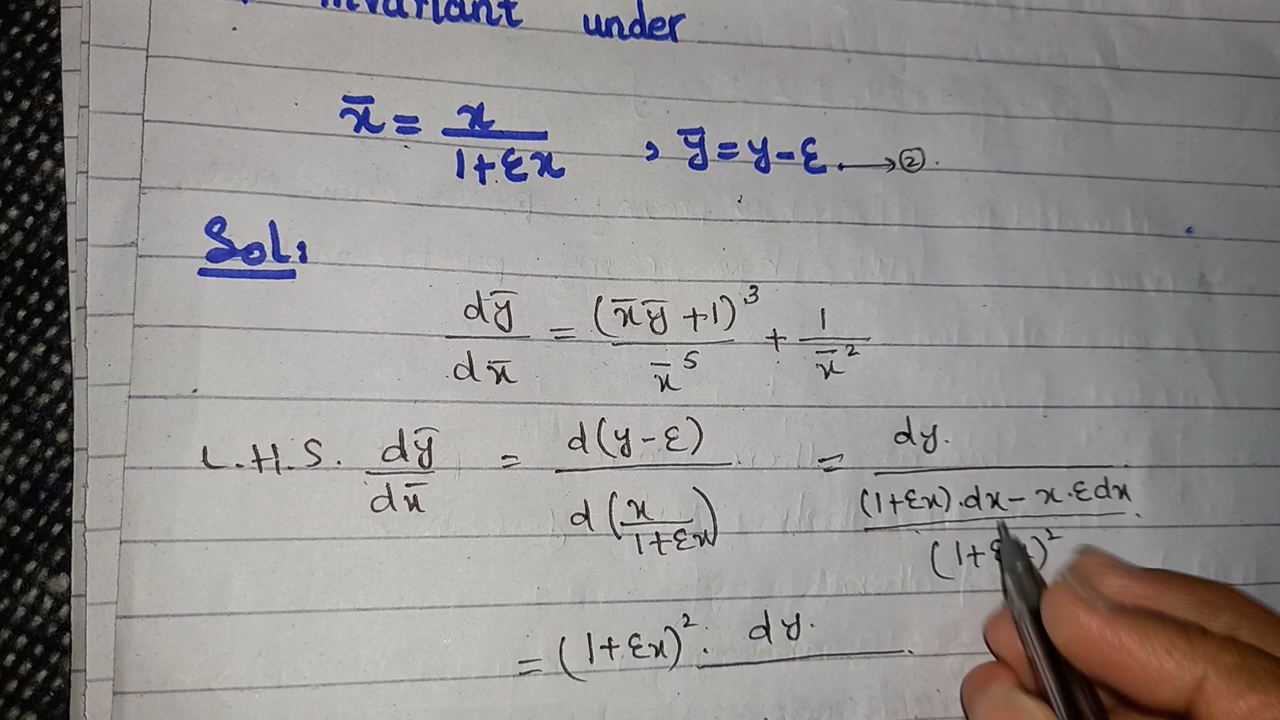 invariant under
x̄ = x/(1+εx) , ȳ = y-ε. → ②.
Sol:
dȳ/dx̄ = (x̄ȳ+1)³/x̄⁵ + 1/x̄²
L.H.S. dȳ/dx̄ = d(y-ε)/d(x/(1+εx)) = dy./((1+εx).dx - x.εdx/(1+εx)²)
= (1+εx)². dy.